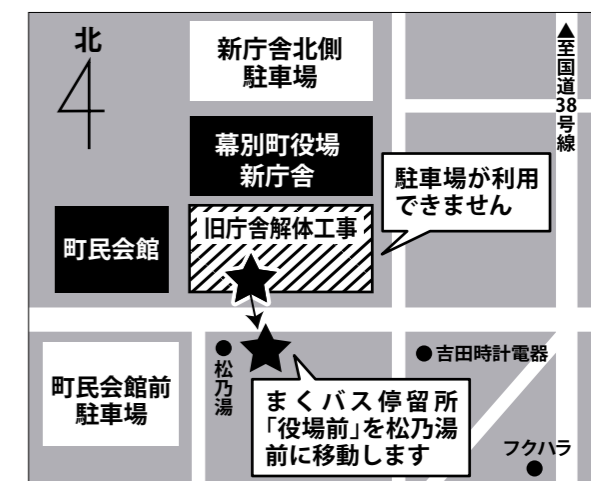 北
新庁舎北側
駐車場
▲至国道38号線
幕別町役場
新庁舎
駐車場が利用
できません
旧庁舎解体工事
町民会館
●松乃湯
●吉田時計電器
町民会館前
駐車場
まくバス停留所
「役場前」を松乃湯
前に移動します
フクハラ